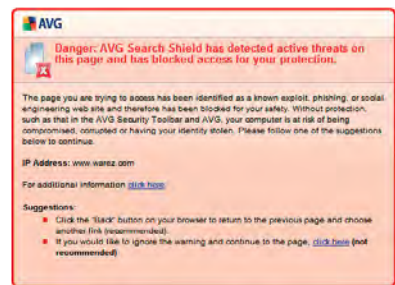 AVG
Danger: AVG Search Shield has detected active threats on
this page and has blocked access for your protection.
The page you are trying to access has been identified as a known exploit, phishing, or social
engineering web site and therefore has been blocked for your safety. Without protection,
such as that in the AVG Security Toolbar and AVG, your computer is at risk of being
compromised, corrupted or having your identity stolen. Please follow one of the suggestions
below to continue.
IP Address: www.warez.com
For additional information click here.
Suggestions:
Click the "Back" button on your browser to return to the previous page and choose
another link (recommended).
If you would like to ignore the warning and continue to the page, click here (not
recommended)